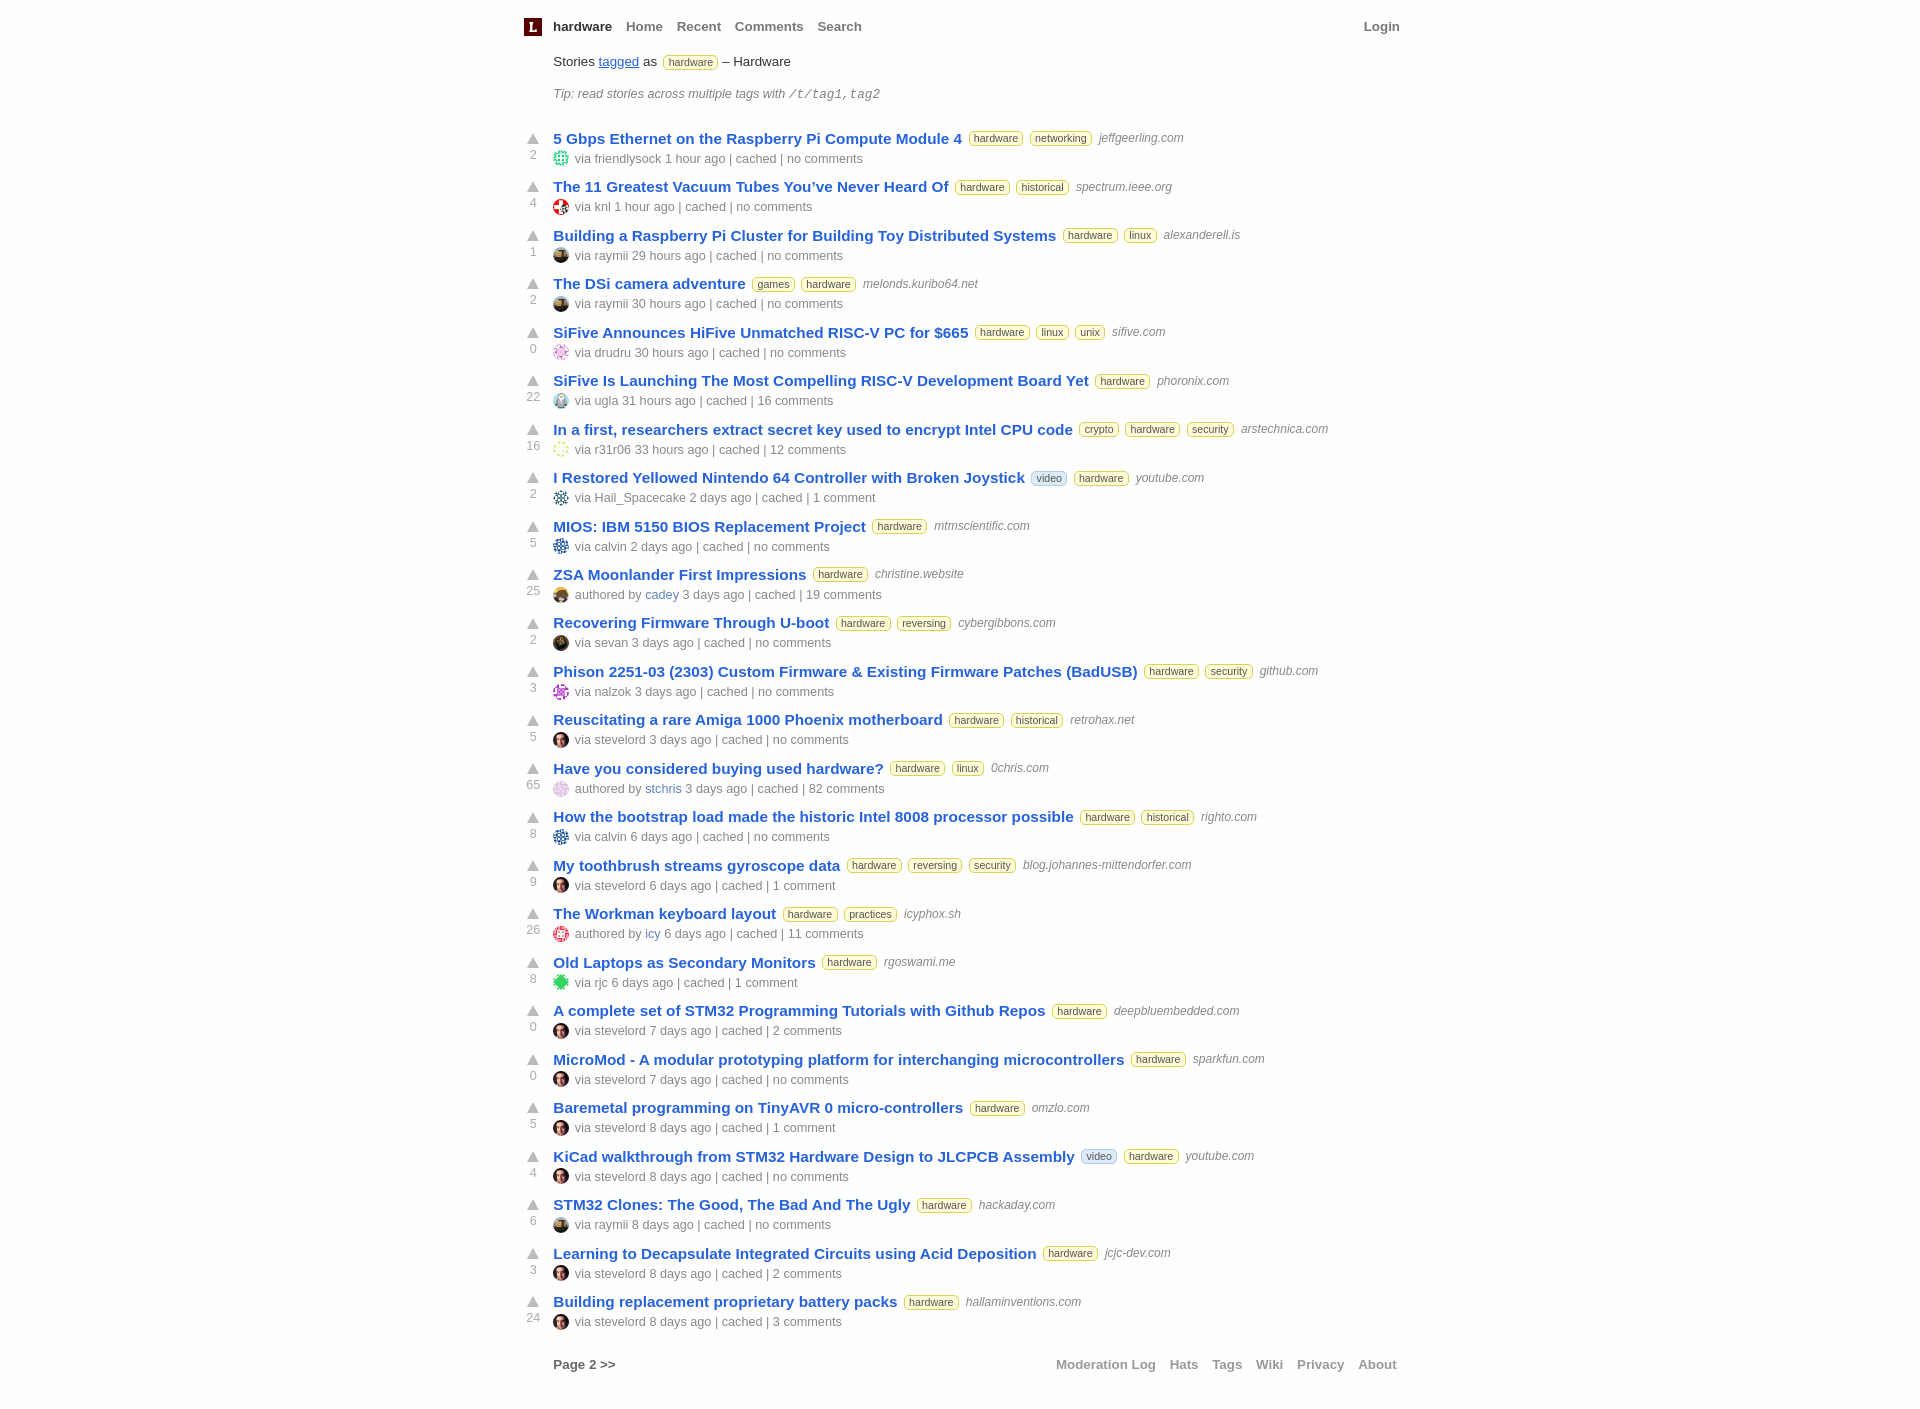 L hardware Home Recent Comments Search Login
Stories tagged as hardware – Hardware
Tip: read stories across multiple tags with /t/tag1,tag2
5 Gbps Ethernet on the Raspberry Pi Compute Module 4 hardware networking jeffgeerling.com
2 via friendlysock 1 hour ago | cached | no comments
The 11 Greatest Vacuum Tubes You’ve Never Heard Of hardware historical spectrum.ieee.org
4 via knl 1 hour ago | cached | no comments
Building a Raspberry Pi Cluster for Building Toy Distributed Systems hardware linux alexanderell.is
1 via raymii 29 hours ago | cached | no comments
The DSi camera adventure games hardware melonds.kuribo64.net
2 via raymii 30 hours ago | cached | no comments
SiFive Announces HiFive Unmatched RISC-V PC for $665 hardware linux unix sifive.com
0 via drudru 30 hours ago | cached | no comments
SiFive Is Launching The Most Compelling RISC-V Development Board Yet hardware phoronix.com
22 via ugla 31 hours ago | cached | 16 comments
In a first, researchers extract secret key used to encrypt Intel CPU code crypto hardware security arstechnica.com
16 via r31r06 33 hours ago | cached | 12 comments
I Restored Yellowed Nintendo 64 Controller with Broken Joystick video hardware youtube.com
2 via Hail_Spacecake 2 days ago | cached | 1 comment
MIOS: IBM 5150 BIOS Replacement Project hardware mtmscientific.com
5 via calvin 2 days ago | cached | no comments
ZSA Moonlander First Impressions hardware christine.website
25 authored by cadey 3 days ago | cached | 19 comments
Recovering Firmware Through U-boot hardware reversing cybergibbons.com
2 via sevan 3 days ago | cached | no comments
Phison 2251-03 (2303) Custom Firmware & Existing Firmware Patches (BadUSB) hardware security github.com
3 via nalzok 3 days ago | cached | no comments
Reuscitating a rare Amiga 1000 Phoenix motherboard hardware historical retrohax.net
5 via stevelord 3 days ago | cached | no comments
Have you considered buying used hardware? hardware linux 0chris.com
65 authored by stchris 3 days ago | cached | 82 comments
How the bootstrap load made the historic Intel 8008 processor possible hardware historical righto.com
8 via calvin 6 days ago | cached | no comments
My toothbrush streams gyroscope data hardware reversing security blog.johannes-mittendorfer.com
9 via stevelord 6 days ago | cached | 1 comment
The Workman keyboard layout hardware practices icyphox.sh
26 authored by icy 6 days ago | cached | 11 comments
Old Laptops as Secondary Monitors hardware rgoswami.me
8 via rjc 6 days ago | cached | 1 comment
A complete set of STM32 Programming Tutorials with Github Repos hardware deepbluembedded.com
0 via stevelord 7 days ago | cached | 2 comments
MicroMod - A modular prototyping platform for interchanging microcontrollers hardware sparkfun.com
0 via stevelord 7 days ago | cached | no comments
Baremetal programming on TinyAVR 0 micro-controllers hardware omzlo.com
5 via stevelord 8 days ago | cached | 1 comment
KiCad walkthrough from STM32 Hardware Design to JLCPCB Assembly video hardware youtube.com
4 via stevelord 8 days ago | cached | no comments
STM32 Clones: The Good, The Bad And The Ugly hardware hackaday.com
6 via raymii 8 days ago | cached | no comments
Learning to Decapsulate Integrated Circuits using Acid Deposition hardware jcjc-dev.com
3 via stevelord 8 days ago | cached | 2 comments
Building replacement proprietary battery packs hardware hallaminventions.com
24 via stevelord 8 days ago | cached | 3 comments
Page 2 >> Moderation Log Hats Tags Wiki Privacy About